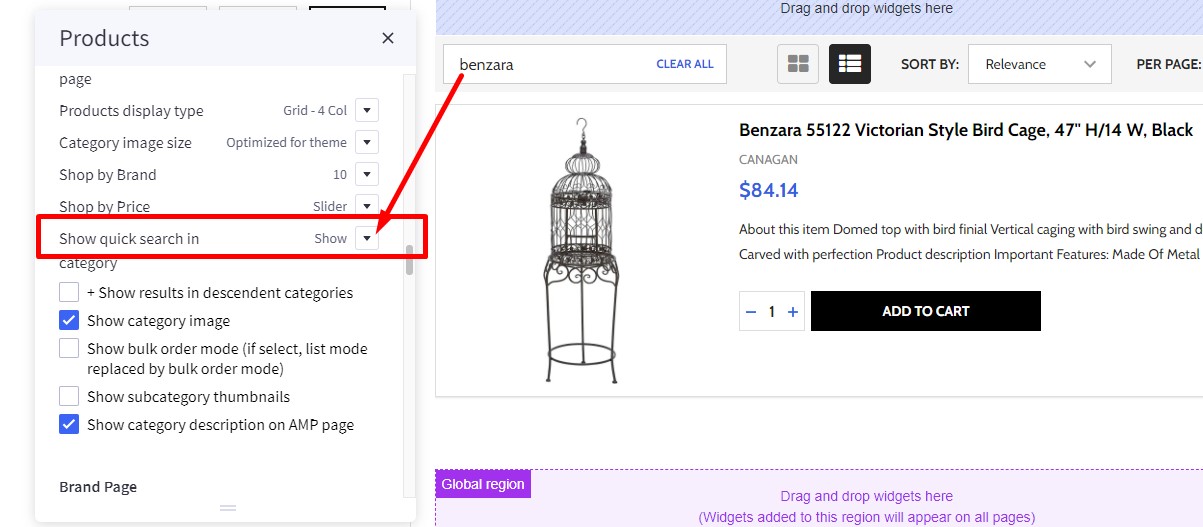 Products
page
Products display type Grid - 4 Col
Category image size Optimized for theme
Shop by Brand 10
Shop by Price Slider
Show quick search in Show
category
+ Show results in descendent categories
Show category image
Show bulk order mode (if select, list mode
replaced by bulk order mode)
Show subcategory thumbnails
Show category description on AMP page
Brand Page
Drag and drop widgets here
benzara CLEAR ALL SORT BY: Relevance PER PAGE:
Benzara 55122 Victorian Style Bird Cage, 47" H/14 W, Black
CANAGAN
$84.14
About this item Domed top with bird finial Vertical caging with bird swing and d
Carved with perfection Product description Important Features: Made Of Metal
− 1 + ADD TO CART
Global region
Drag and drop widgets here
(Widgets added to this region will appear on all pages)